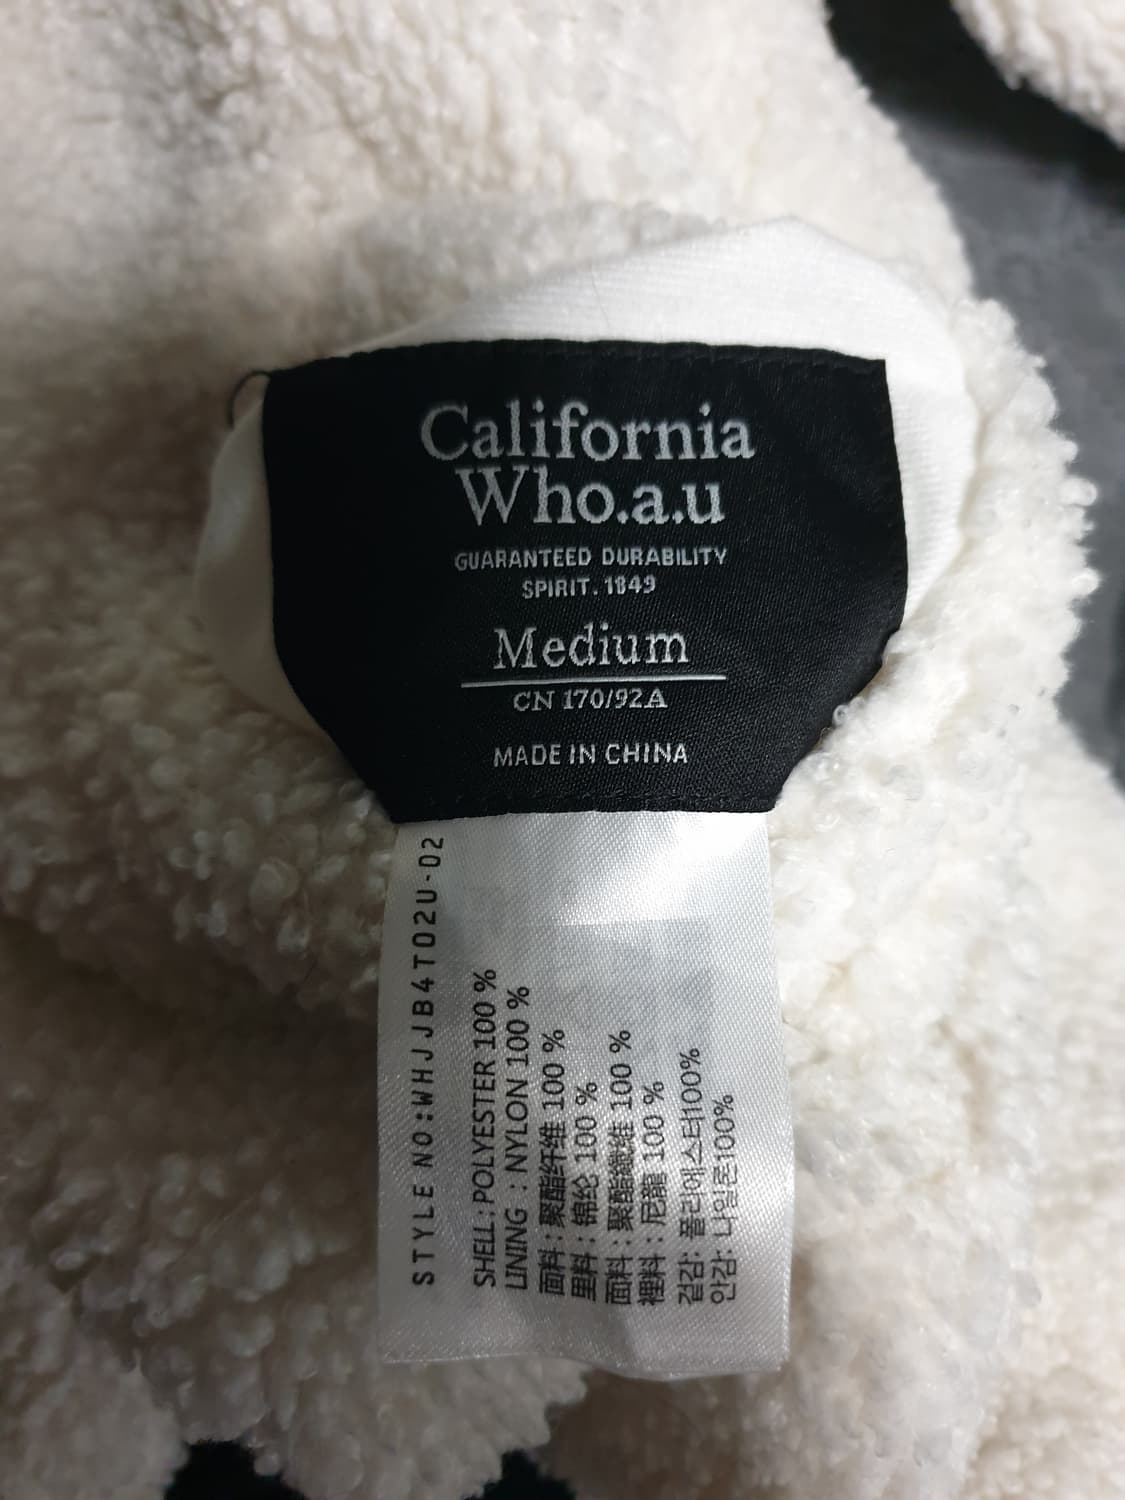 California
Who.a.u
GUARANTEED DURABILITY
SPIRIT.1849
Medium
CN 170/92A
MADE IN CHINA
STYLE NO:WHJJB4T02U-02
SHELL:POLYESTER 100 %
LINING : NYLON 100 %
面料:聚酯纤维 100 %
里料:锦纶 100 %
面料:聚酯纖維 100 %
裡料:尼龍 100 %
겉감: 폴리에스터100%
안감: 나일론100%